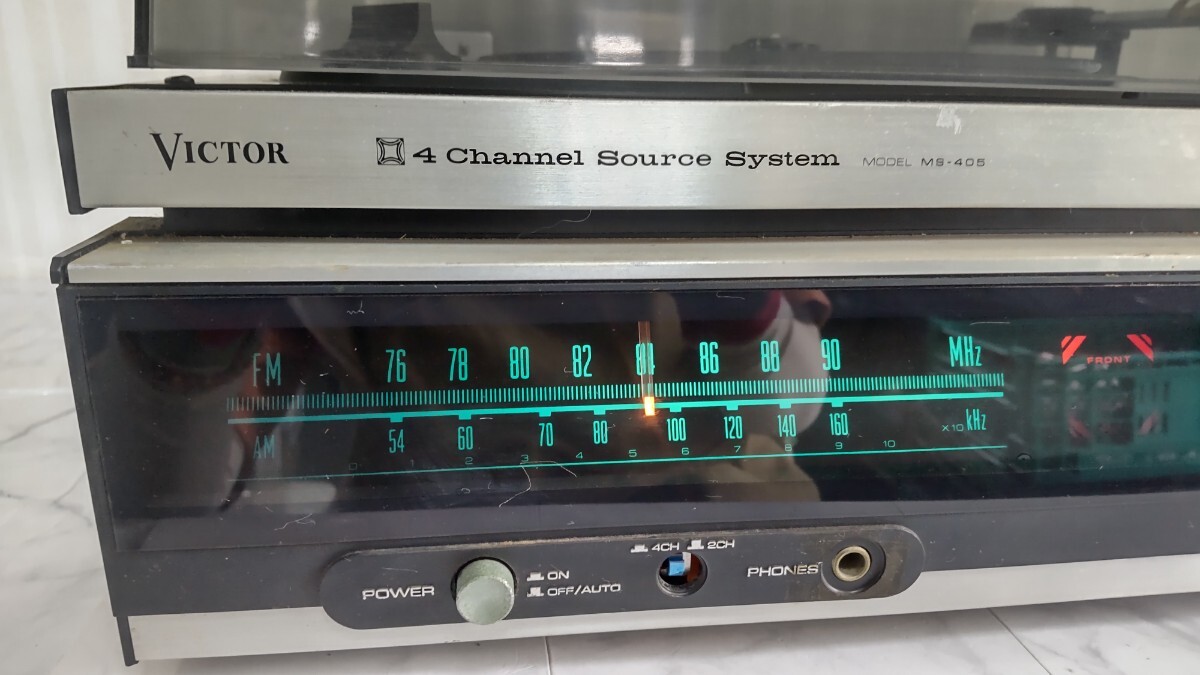 VICTOR 4 Channel Source System MODEL MS-405
FM 76 78 80 82 84 86 88 90 MHz
FRONT
AM 54 60 70 80 100 120 140 160 ×10 kHz
0 1 2 3 4 5 6 7 8 9 10
4CH 2CH
POWER ON PHONES
OFF/AUTO